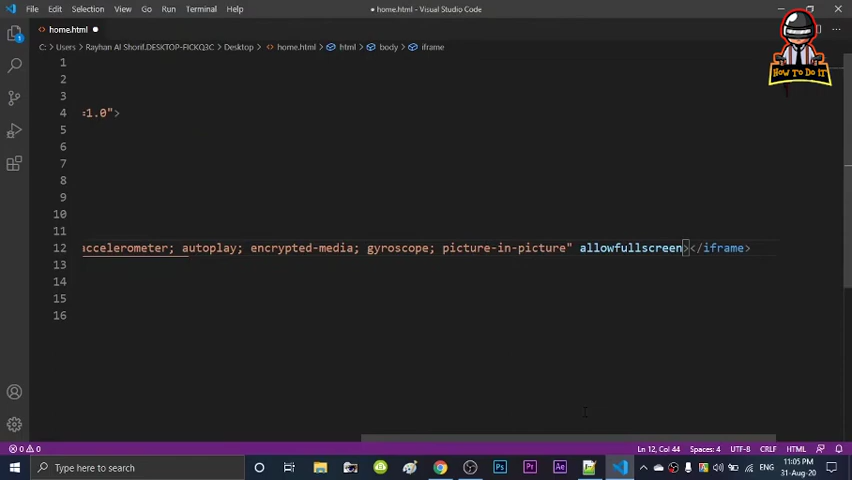 File Edit Selection View Go Run Terminal Help
• home.html - Visual Studio Code
home.html
C: > Users > Rayhan Al Shorif.DESKTOP-FICKQ3C > Desktop > home.html > html > body > iframe
HOW TO DO IT
1
2
3
4 =1.0">
5
6
7
8
9
10
11
12 accelerometer; autoplay; encrypted-media; gyroscope; picture-in-picture" allowfullscreen></iframe>
13
14
15
16
0 0 Ln 12, Col 44 Spaces: 4 UTF-8 CRLF HTML
Type here to search
Ps Pr Ae
ENG
11:05 PM
31-Aug-20